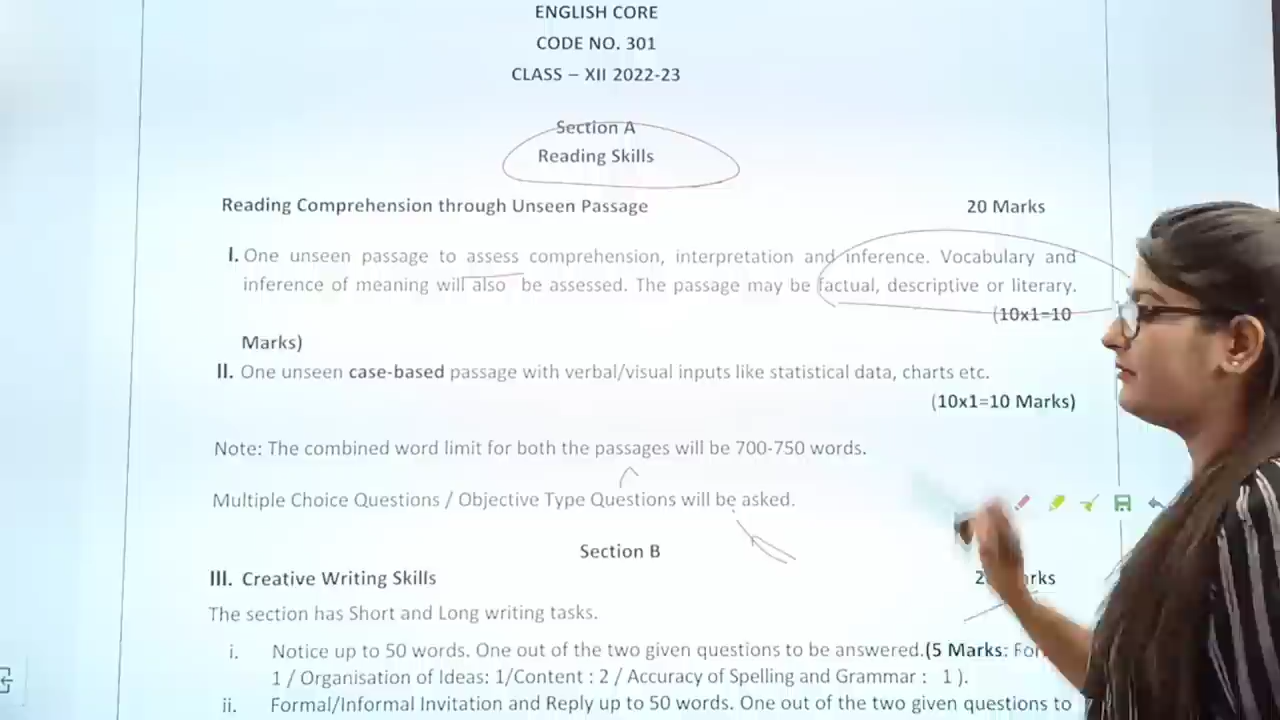 ENGLISH CORE
CODE NO. 301
CLASS – XII 2022-23
Section A
Reading Skills
Reading Comprehension through Unseen Passage 20 Marks
I. One unseen passage to assess comprehension, interpretation and inference. Vocabulary and
inference of meaning will also be assessed. The passage may be factual, descriptive or literary.
(10x1=10
Marks)
II. One unseen case-based passage with verbal/visual inputs like statistical data, charts etc.
(10x1=10 Marks)
Note: The combined word limit for both the passages will be 700-750 words.
Multiple Choice Questions / Objective Type Questions will be asked.
Section B
III. Creative Writing Skills
The section has Short and Long writing tasks.
i. Notice up to 50 words. One out of the two given questions to be answered.(5 Marks:
1 / Organisation of Ideas: 1/Content : 2 / Accuracy of Spelling and Grammar : 1 ).
ii. Formal/Informal Invitation and Reply up to 50 words. One out of the two given questions to